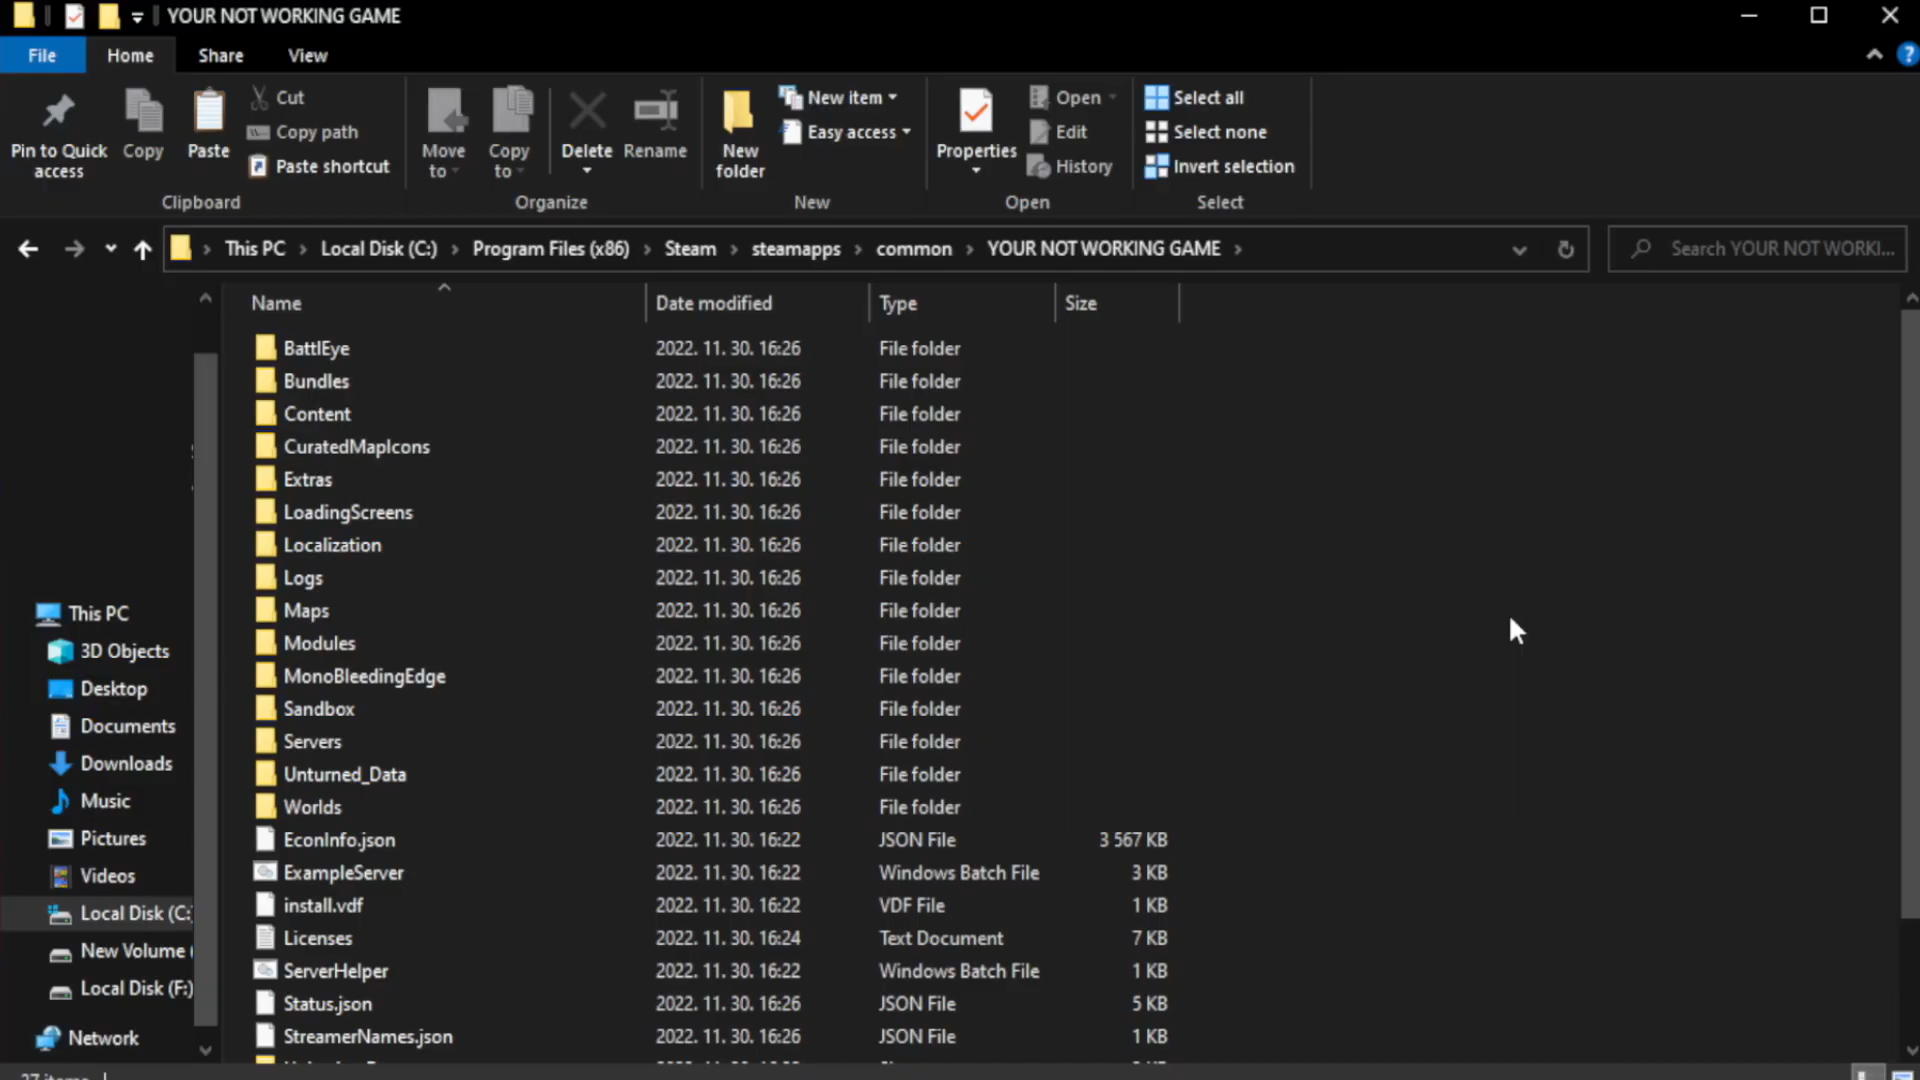 YOUR NOT WORKING GAME
File Home Share View
Pin to Quick access
Copy
Paste
Cut
Copy path
Paste shortcut
Clipboard
Move to
Copy to
Delete
Rename
Organize
New folder
New item
Easy access
New
Properties
Open
Edit
History
Open
Select all
Select none
Invert selection
Select
This PC Local Disk (C:) Program Files (x86) Steam steamapps common YOUR NOT WORKING GAME
Search YOUR NOT WORKI...
Name Date modified Type Size
BattlEye 2022. 11. 30. 16:26 File folder
Bundles 2022. 11. 30. 16:26 File folder
Content 2022. 11. 30. 16:26 File folder
CuratedMapIcons 2022. 11. 30. 16:26 File folder
Extras 2022. 11. 30. 16:26 File folder
LoadingScreens 2022. 11. 30. 16:26 File folder
Localization 2022. 11. 30. 16:26 File folder
Logs 2022. 11. 30. 16:26 File folder
Maps 2022. 11. 30. 16:26 File folder
Modules 2022. 11. 30. 16:26 File folder
MonoBleedingEdge 2022. 11. 30. 16:26 File folder
Sandbox 2022. 11. 30. 16:26 File folder
Servers 2022. 11. 30. 16:26 File folder
Unturned_Data 2022. 11. 30. 16:26 File folder
Worlds 2022. 11. 30. 16:26 File folder
EconInfo.json 2022. 11. 30. 16:22 JSON File 3 567 KB
ExampleServer 2022. 11. 30. 16:22 Windows Batch File 3 KB
install.vdf 2022. 11. 30. 16:22 VDF File 1 KB
Licenses 2022. 11. 30. 16:24 Text Document 7 KB
ServerHelper 2022. 11. 30. 16:22 Windows Batch File 1 KB
Status.json 2022. 11. 30. 16:26 JSON File 5 KB
StreamerNames.json 2022. 11. 30. 16:26 JSON File 1 KB
This PC
3D Objects
Desktop
Documents
Downloads
Music
Pictures
Videos
Local Disk (C:
New Volume (
Local Disk (F:)
Network